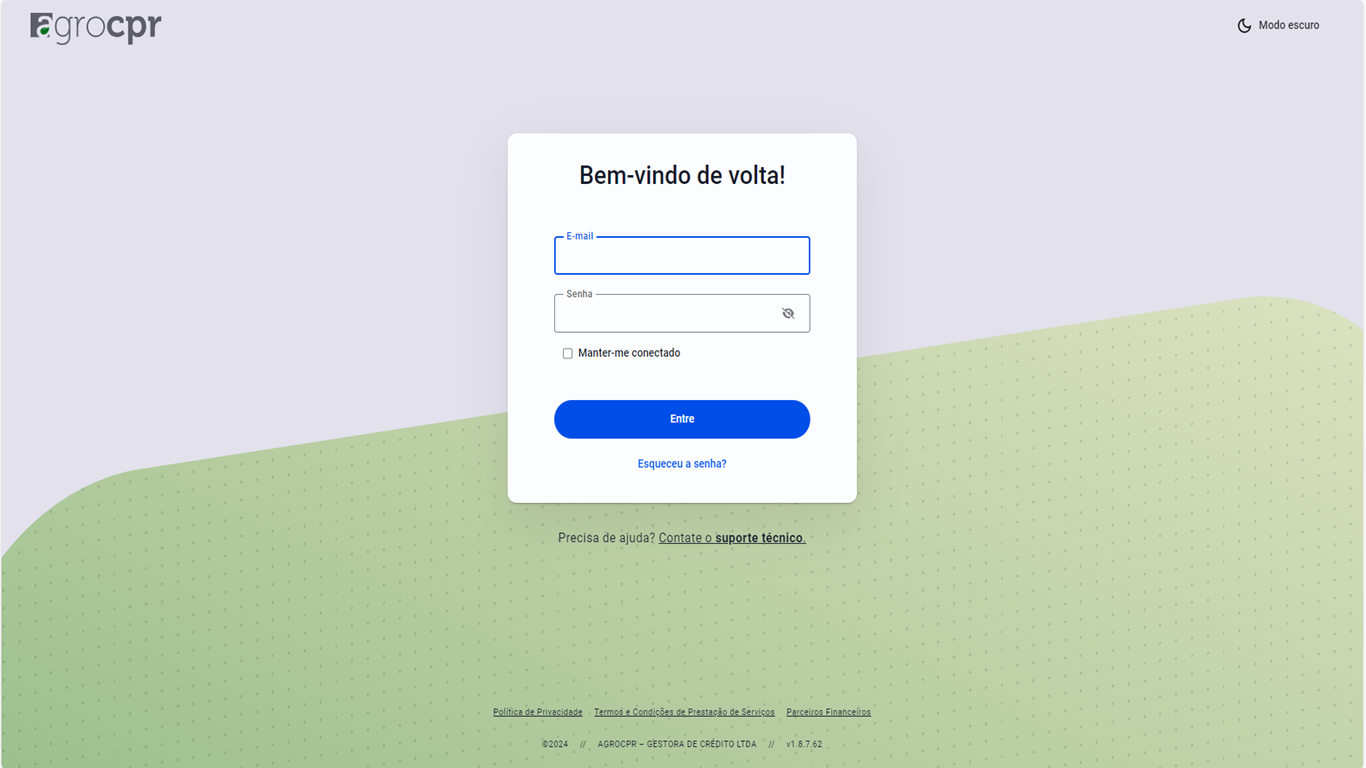 agrocpr
Modo escuro
Bem-vindo de volta!
E-mail
Senha
Manter-me conectado
Entre
Esqueceu a senha?
Precisa de ajuda? Contate o suporte técnico.
Política de Privacidade Termos e Condições de Prestação de Serviços Parceiros Financeiros
©2024 // AGROCPR – GESTORA DE CRÉDITO LTDA // v1.8.7.62